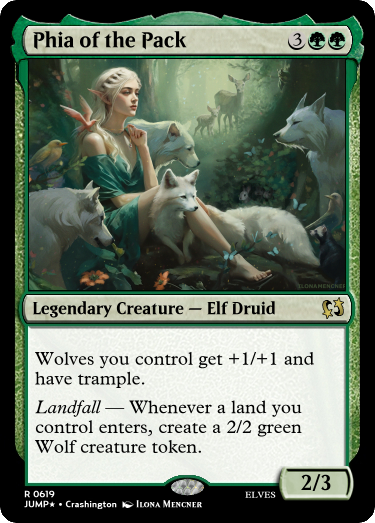 Phia of the Pack 3
ILONAMENCNER
Legendary Creature — Elf Druid
Wolves you control get +1/+1 and
have trample.
Landfall — Whenever a land you
control enters, create a 2/2 green
Wolf creature token.
2/3
R 0619 ELVES
JUMP★ • Crashington Ilona Mencner